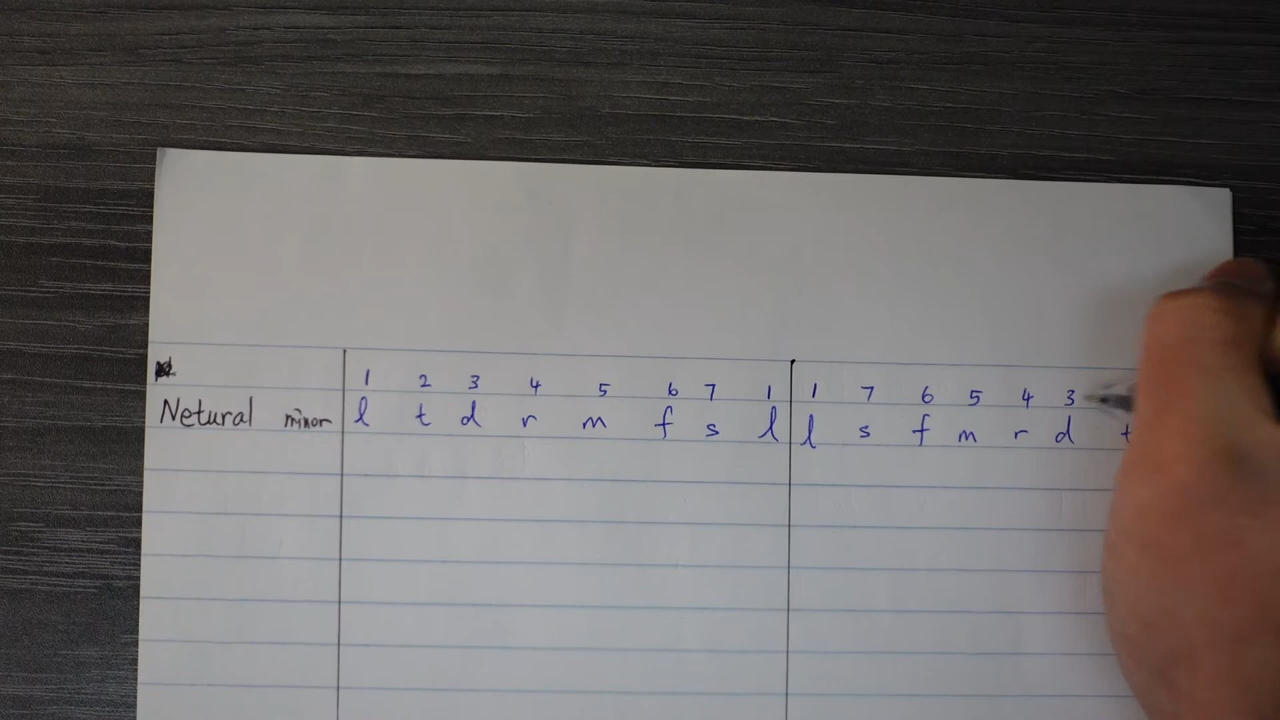 1 2 3 4 5 6 7 1 1 7 6 5 4 3
Netural minor l t d r m f s l l s f m r d t